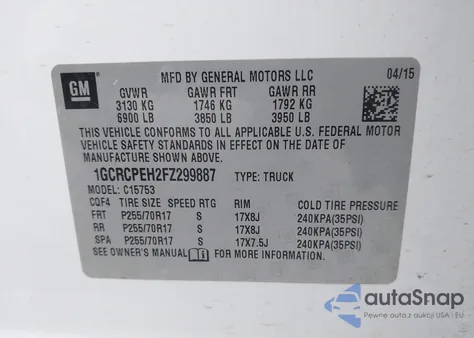 GM
MFD BY GENERAL MOTORS LLC 04/15
GVWR GAWR FRT GAWR RR
3130 KG 1746 KG 1792 KG
6900 LB 3850 LB 3950 LB
THIS VEHICLE CONFORMS TO ALL APPLICABLE U.S. FEDERAL MOTOR
VEHICLE SAFETY STANDARDS IN EFFECT ON THE DATE OF
MANUFACTURE SHOWN ABOVE.
1GCRCPEH2FZ299887 TYPE: TRUCK
MODEL: C15753
CQF4 TIRE SIZE SPEED RTG RIM COLD TIRE PRESSURE
FRT P255/70R17 S 17X8J 240KPA(35PSI)
RR P255/70R17 S 17X8J 240KPA(35PSI)
SPA P255/70R17 S 17X7.5J 240KPA(35PSI)
SEE OWNER'S MANUAL FOR MORE INFORMATION.
autoSnap
Pewne auta z aukcji USA i EU